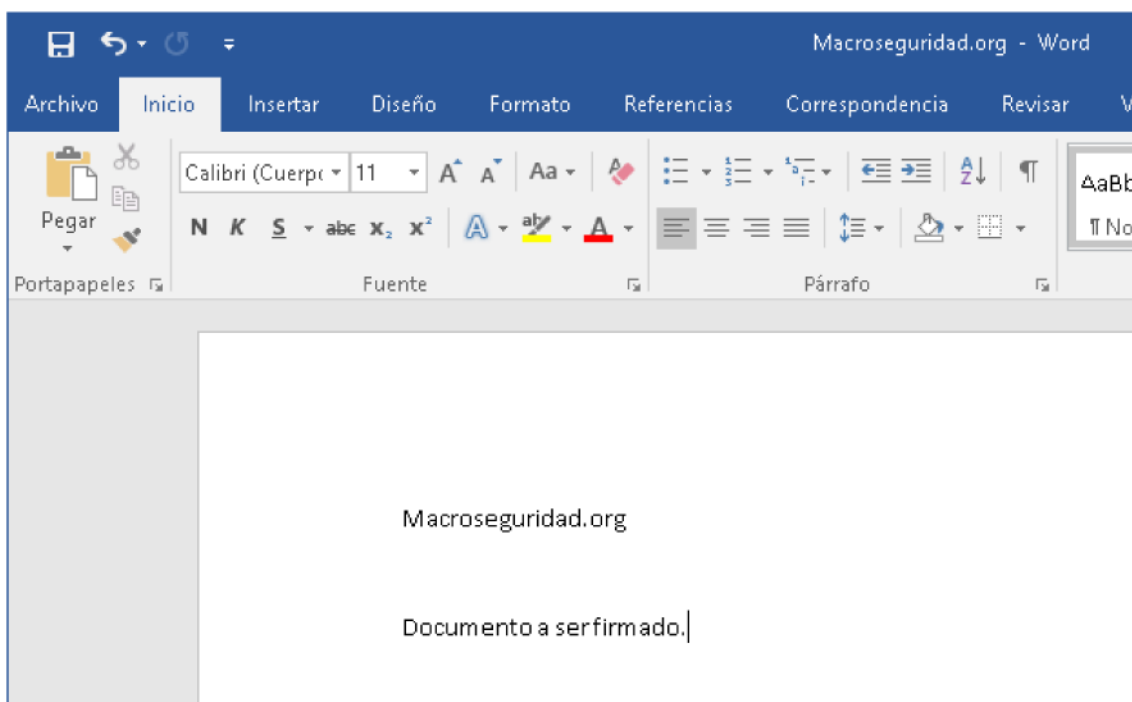 Macroseguridad.org - Word
Archivo Inicio Insertar Diseño Formato Referencias Correspondencia Revisar
Calibri (Cuerpo 11 Aa
Pegar
N K S abc x₂ x² A aby A
AaBb
¶ No
Portapapeles Fuente Párrafo
Macroseguridad.org
Documento a ser firmado.